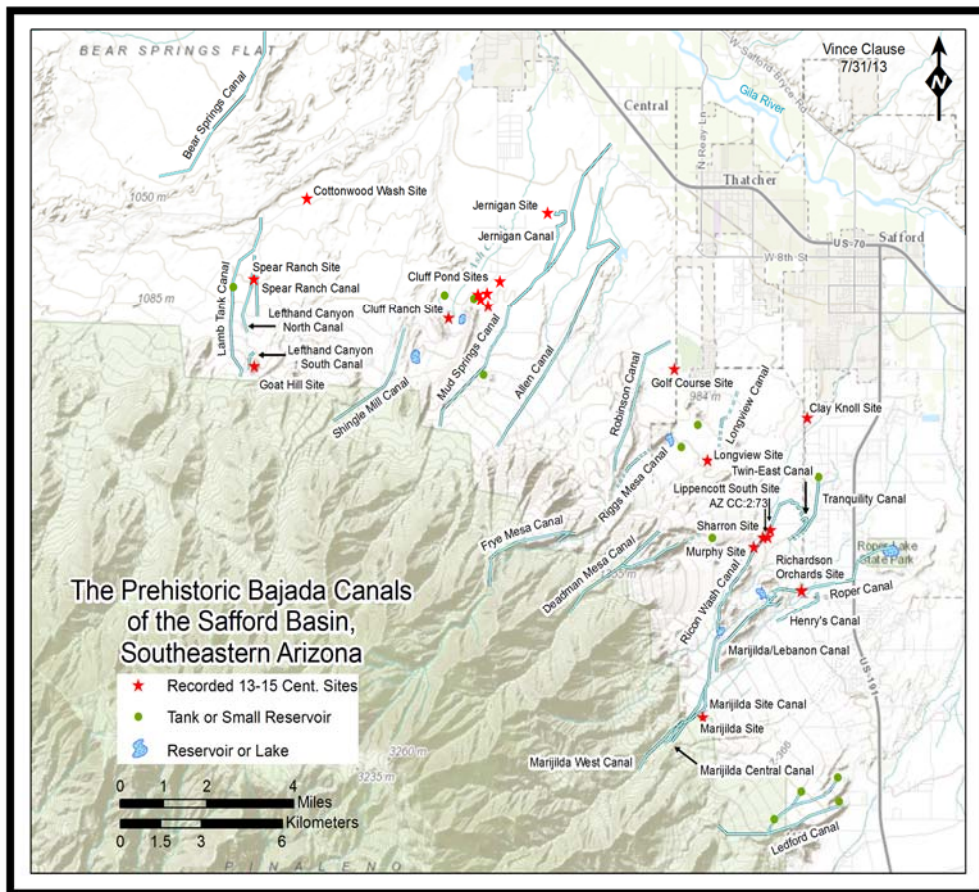 BEAR SPRINGS FLAT
Vince Clause
7/31/13
N
Bear Springs Canal
Central
N Reay Ln
W Safford-Bryce Rd
Gila River
Thatcher
1050 m
Cottonwood Wash Site
Jernigan Site
Jernigan Canal
US-70
Safford
W 8th St
Spear Ranch Site
Spear Ranch Canal
Cluff Pond Sites
1085 m
Lamb Tank Canal
Cluff Ranch Site
Lefthand Canyon
North Canal
Lefthand Canyon
South Canal
Goat Hill Site
Shingle Mill Canal
Mud Springs Canal
Allen Canal
Robinson Canal
Golf Course Site
984 m
Longview Canal
Clay Knoll Site
Riggs Mesa Canal
Longview Site
Twin-East Canal
Lippencott South Site
AZ CC:2:73
Tranquility Canal
Frye Mesa Canal
Sharron Site
Murphy Site
Roper Lake
State Park
Deadman Mesa Canal
Richardson
Orchards Site
Ricon Wash Canal
Roper Canal
Henry's Canal
Marijilda/Lebanon Canal
US-191
The Prehistoric Bajada Canals
of the Safford Basin,
Southeastern Arizona
Recorded 13-15 Cent. Sites
Tank or Small Reservoir
Reservoir or Lake
Marijilda Site Canal
Marijilda Site
3260 m
3235 m
Marijilda West Canal
Marijilda Central Canal
0 1 2 4
Miles
Kilometers
0 1.5 3 6
Ledford Canal
PINALENO